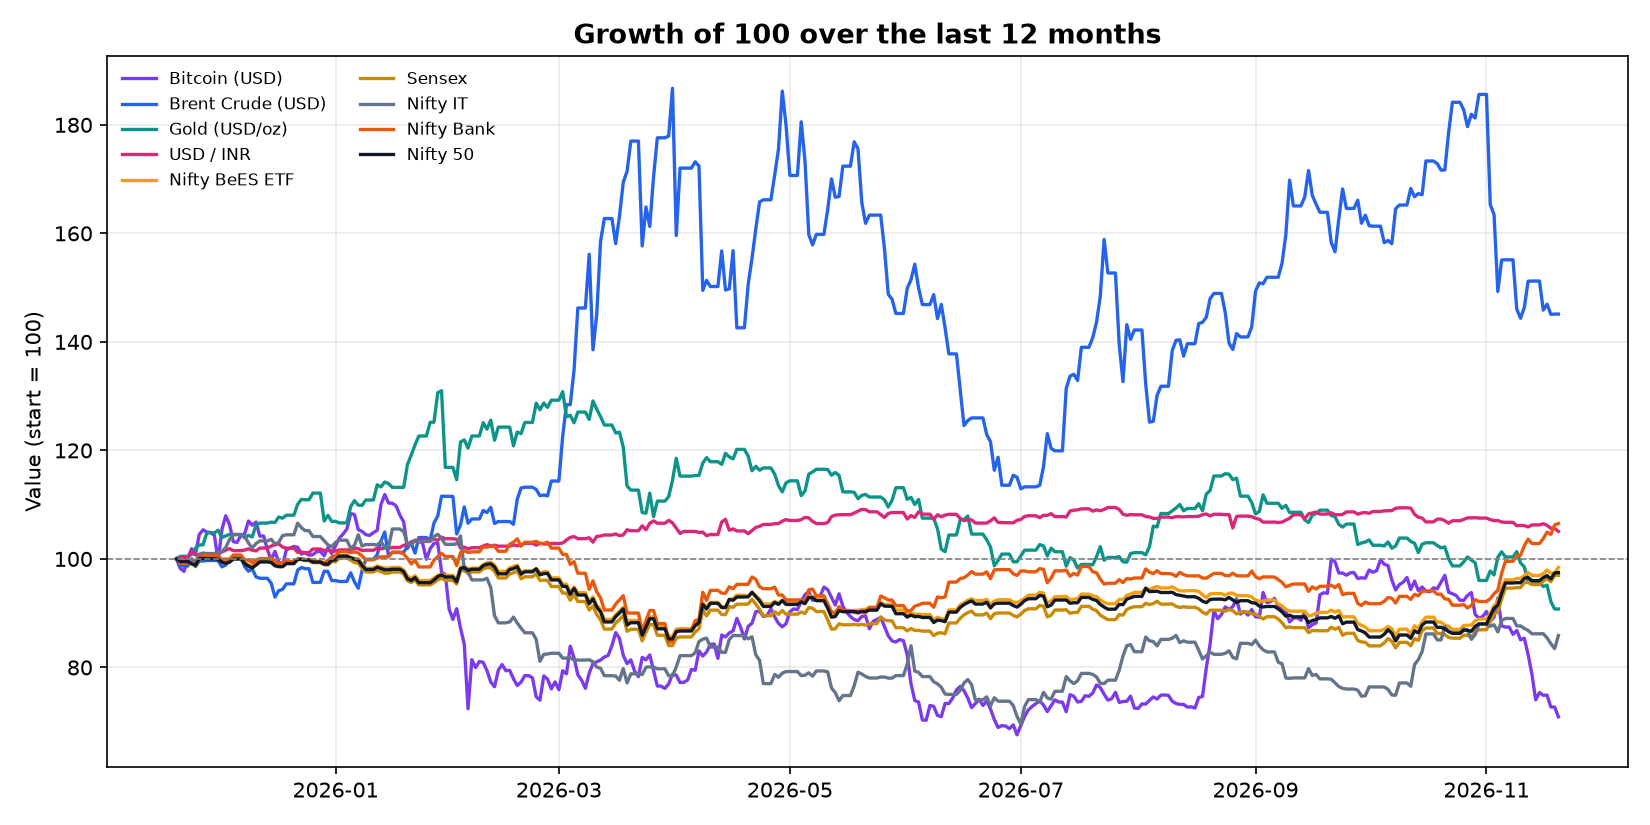 Growth of 100 over the last 12 months
Value (start = 100)
180
160
140
120
100
80
Bitcoin (USD)
Brent Crude (USD)
Gold (USD/oz)
USD / INR
Nifty BeES ETF
Sensex
Nifty IT
Nifty Bank
Nifty 50
2026-01
2026-03
2026-05
2026-07
2026-09
2026-11